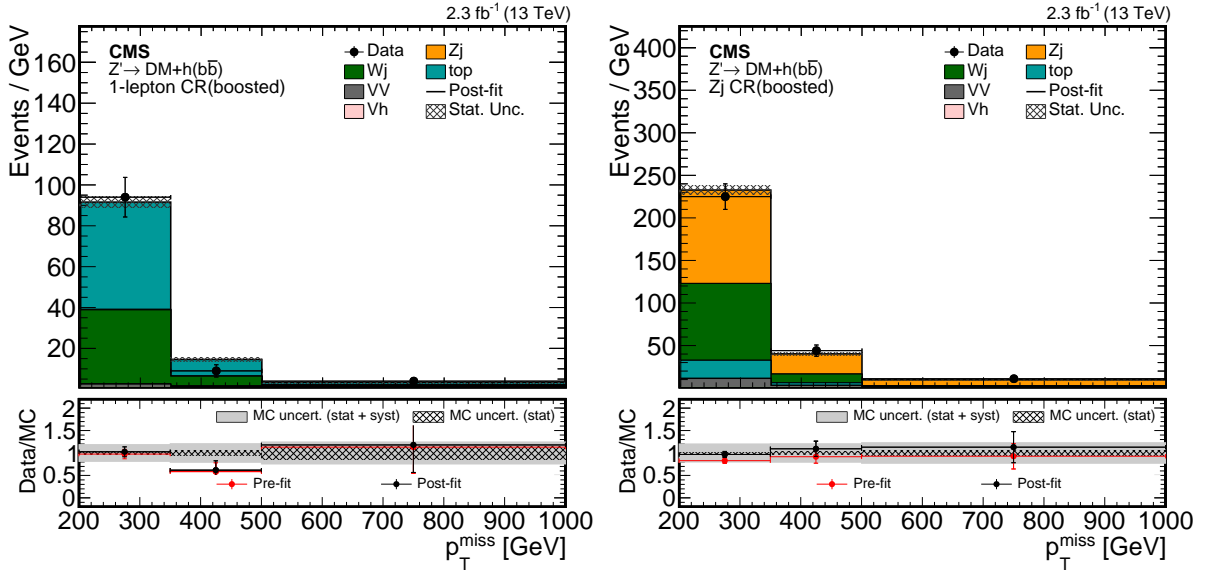 2.3 fb⁻¹ (13 TeV)
CMS
Z'→ DM+h(bb̅)
1-lepton CR(boosted)
Data
Zj
Wj
top
VV
Post-fit
Vh
Stat. Unc.
Events / GeV
160
140
120
100
80
60
40
20
MC uncert. (stat + syst)
MC uncert. (stat)
Pre-fit
Post-fit
Data/MC
2
1.5
1
0.5
0
200 300 400 500 600 700 800 900 1000
p_T^miss [GeV]
2.3 fb⁻¹ (13 TeV)
CMS
Z'→ DM+h(bb̅)
Zj CR(boosted)
Data
Zj
Wj
top
VV
Post-fit
Vh
Stat. Unc.
Events / GeV
400
350
300
250
200
150
100
50
MC uncert. (stat + syst)
MC uncert. (stat)
Pre-fit
Post-fit
Data/MC
2
1.5
1
0.5
0
200 300 400 500 600 700 800 900 1000
p_T^miss [GeV]